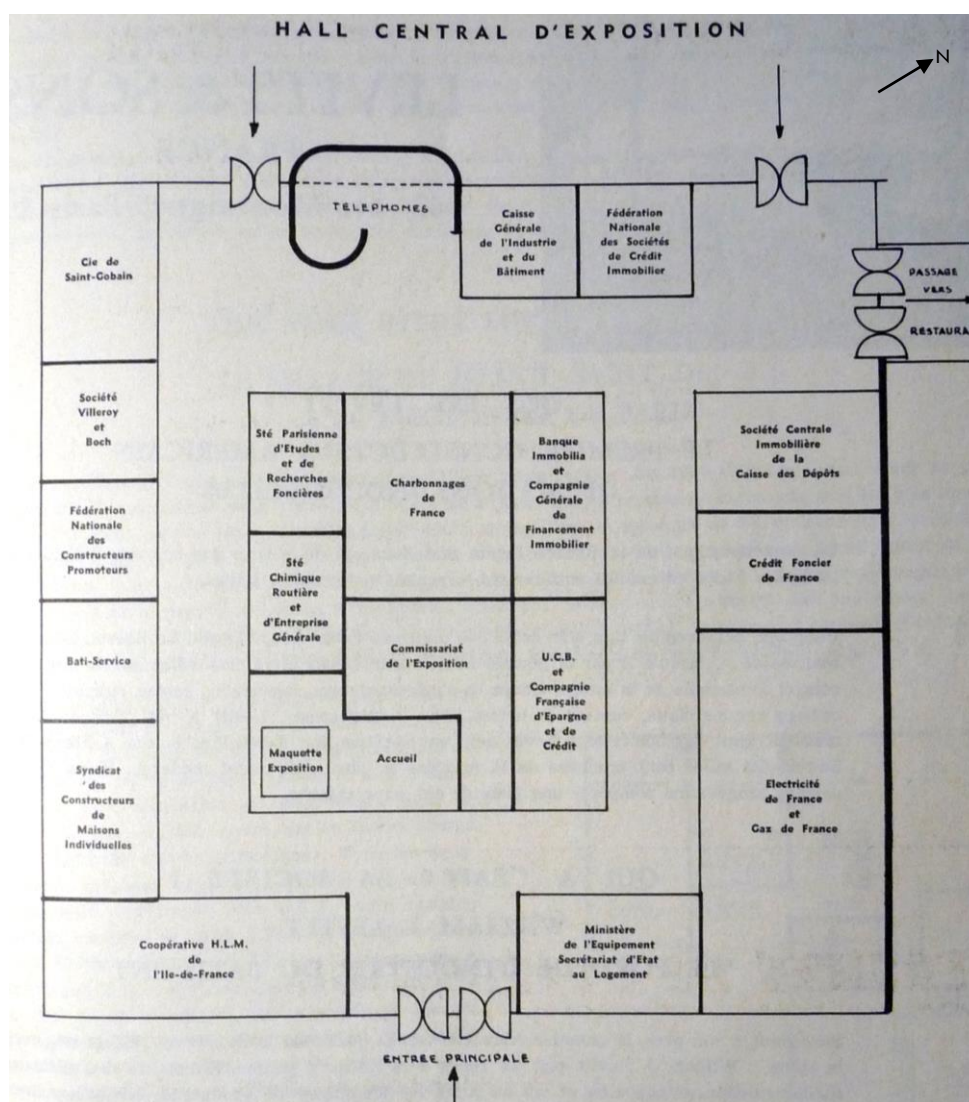 HALL CENTRAL D'EXPOSITION
N
TELEPHONES
Caisse
Générale
de l'Industrie
et du
Bâtiment
Fédération
Nationale
des Sociétés
de Crédit
Immobilier
Cie de
Saint-Gobain
PASSAGE
VERS
RESTAURA
Société
Villeroy
et
Boch
Sté Parisienne
d'Etudes
et de
Recherches
Foncières
Charbonnages
de
France
Banque
Immobilia
et
Compagnie
Générale
de
Financement
Immobilier
Société Centrale
Immobilière
de la
Caisse des Dépôts
Fédération
Nationale
des
Constructeurs
Promoteurs
Sté
Chimique
Routière
et
d'Entreprise
Générale
Crédit Foncier
de France
Bati-Service
Commissariat
de l'Exposition
U.C.B.
et
Compagnie
Française
d'Epargne
et de
Crédit
Syndicat
des
Constructeurs
de
Maisons
Individuelles
Maquette
Exposition
Accueil
Electricité
de France
et
Gaz de France
Coopérative H.L.M.
de
l'Ile-de-France
Ministère
de l'Equipement
Secrétariat d'Etat
au Logement
ENTREE PRINCIPALE